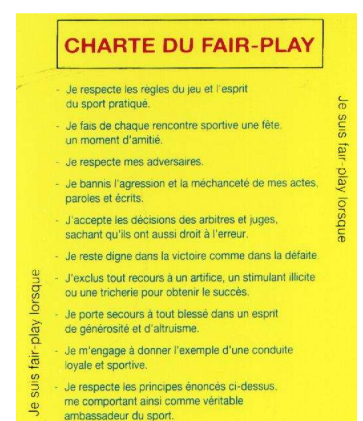 CHARTE DU FAIR-PLAY
- Je respecte les règles du jeu et l'esprit
du sport pratiqué.
- Je fais de chaque rencontre sportive une fête,
un moment d'amitié.
- Je respecte mes adversaires.
- Je bannis l'agression et la méchanceté de mes actes,
paroles et écrits.
- J'accepte les décisions des arbitres et juges,
sachant qu'ils ont aussi droit à l'erreur.
- Je reste digne dans la victoire comme dans la défaite.
- J'exclus tout recours à un artifice, un stimulant illicite
ou une tricherie pour obtenir le succès.
- Je porte secours à tout blessé dans un esprit
de générosité et d'altruisme.
- Je m'engage à donner l'exemple d'une conduite
loyale et sportive.
- Je respecte les principes énoncés ci-dessus,
me comportant ainsi comme véritable
ambassadeur du sport.
Je suis fair-play lorsque
Je suis fair-play lorsque